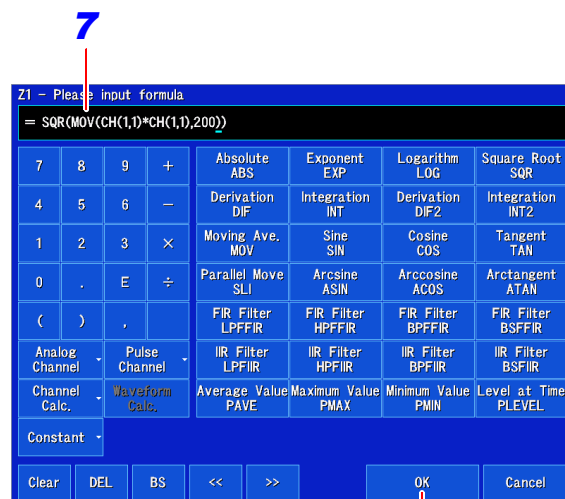 7
Z1 - Please input formula
= SQR(MOV(CH(1,1)*CH(1,1),200))
7 8 9 + Absolute ABS Exponent EXP Logarithm LOG Square Root SQR
4 5 6 − Derivation DIF Integration INT Derivation DIF2 Integration INT2
1 2 3 × Moving Ave. MOV Sine SIN Cosine COS Tangent TAN
0 . E ÷ Parallel Move SLI Arcsine ASIN Arccosine ACOS Arctangent ATAN
( ) , FIR Filter LPFFIR FIR Filter HPFFIR FIR Filter BPFFIR FIR Filter BSFFIR
Analog Channel Pulse Channel IIR Filter LPFIIR IIR Filter HPFIIR IIR Filter BPFIIR IIR Filter BSFIIR
Channel Calc. Waveform Calc. Average Value PAVE Maximum Value PMAX Minimum Value PMIN Level at Time PLEVEL
Constant
Clear DEL BS << >> OK Cancel